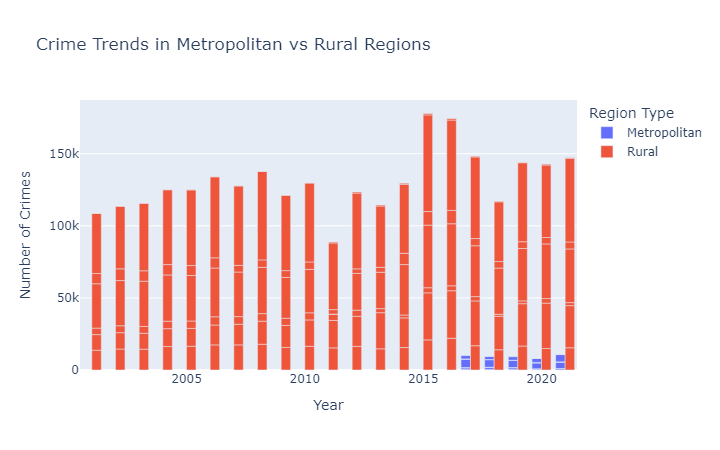 Crime Trends in Metropolitan vs Rural Regions
Region Type
Metropolitan
Rural
150k
100k
50k
0
Number of Crimes
2005
2010
2015
2020
Year